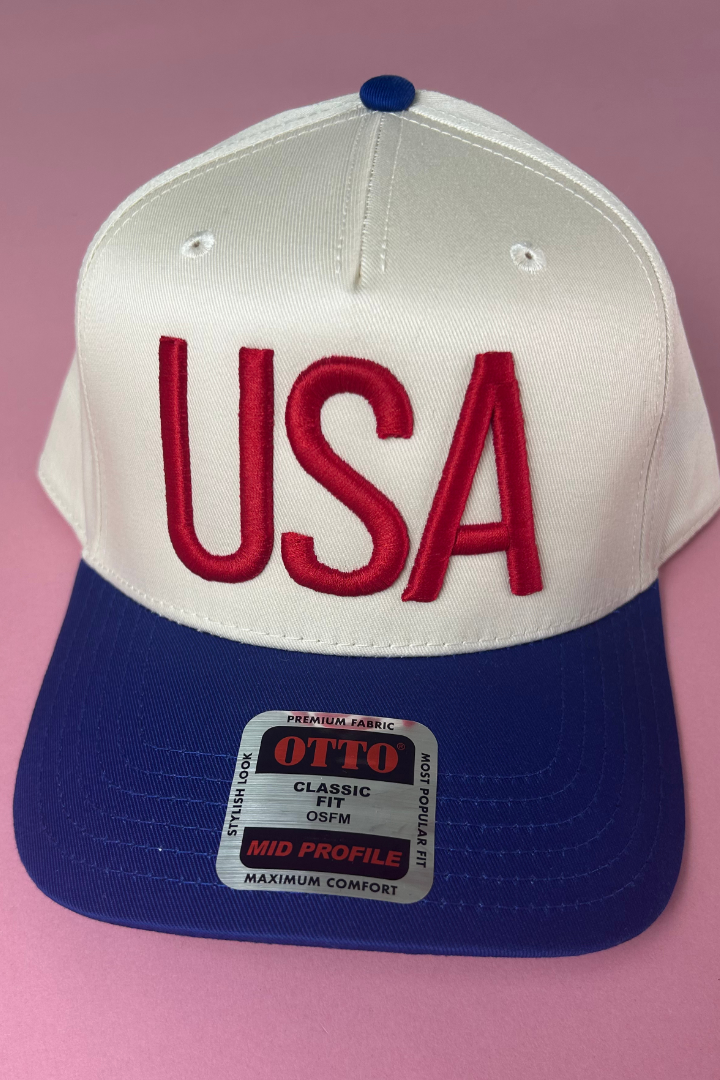 USA
PREMIUM FABRIC
OTTO®
STYLISH LOOK
CLASSIC
FIT
OSFM
MOST POPULAR FIT
MID PROFILE
MAXIMUM COMFORT